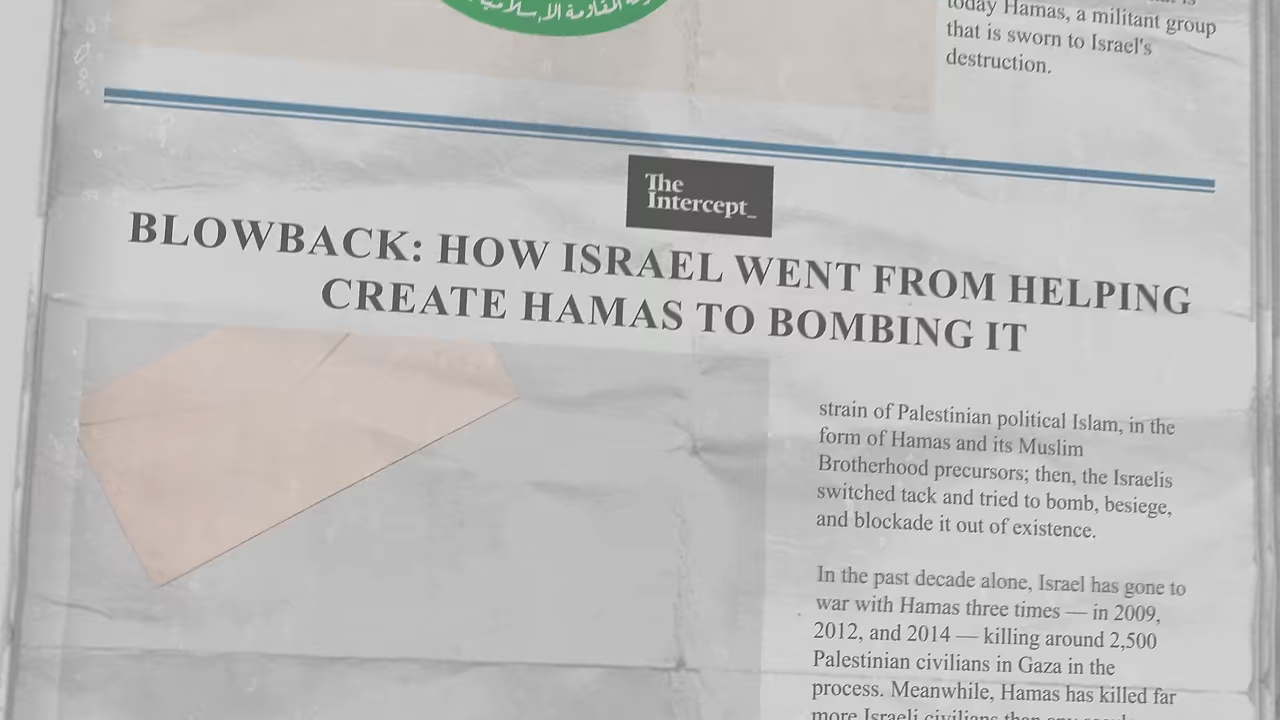 المقاومة الإسلامية
today Hamas, a militant group
that is sworn to Israel's
destruction.
The
Intercept_
BLOWBACK: HOW ISRAEL WENT FROM HELPING
CREATE HAMAS TO BOMBING IT
strain of Palestinian political Islam, in the
form of Hamas and its Muslim
Brotherhood precursors; then, the Israelis
switched tack and tried to bomb, besiege,
and blockade it out of existence.
In the past decade alone, Israel has gone to
war with Hamas three times — in 2009,
2012, and 2014 — killing around 2,500
Palestinian civilians in Gaza in the
process. Meanwhile, Hamas has killed far
more Israeli civilians than any